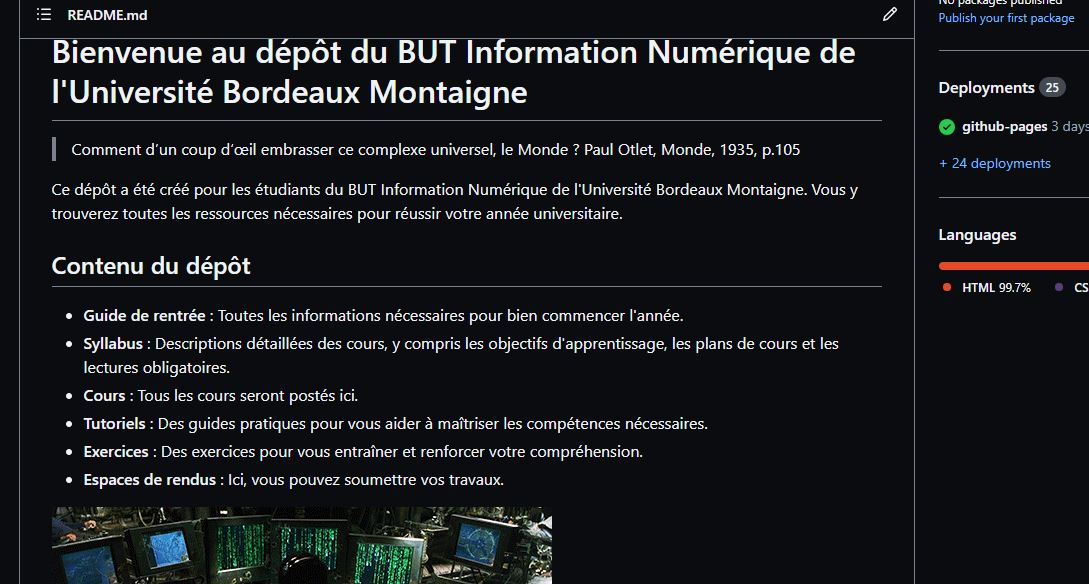 README.md
Bienvenue au dépôt du BUT Information Numérique de
l'Université Bordeaux Montaigne
Comment d’un coup d’œil embrasser ce complexe universel, le Monde ? Paul Otlet, Monde, 1935, p.105
Ce dépôt a été créé pour les étudiants du BUT Information Numérique de l'Université Bordeaux Montaigne. Vous y
trouverez toutes les ressources nécessaires pour réussir votre année universitaire.
Contenu du dépôt
Guide de rentrée : Toutes les informations nécessaires pour bien commencer l'année.
Syllabus : Descriptions détaillées des cours, y compris les objectifs d'apprentissage, les plans de cours et les
lectures obligatoires.
Cours : Tous les cours seront postés ici.
Tutoriels : Des guides pratiques pour vous aider à maîtriser les compétences nécessaires.
Exercices : Des exercices pour vous entraîner et renforcer votre compréhension.
Espaces de rendus : Ici, vous pouvez soumettre vos travaux.
No packages published
Publish your first package
Deployments 25
github-pages 3 days
+ 24 deployments
Languages
HTML 99.7% CS